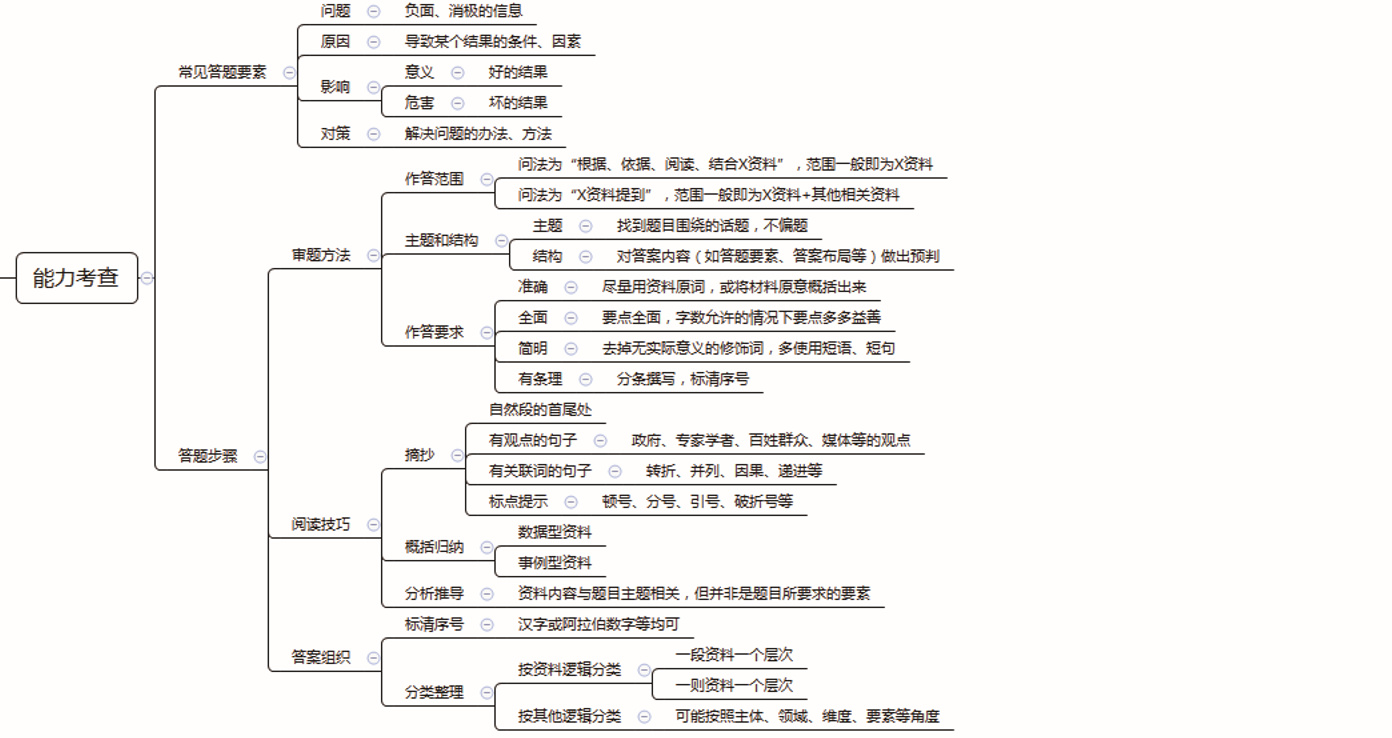 能力考查
常见答题要素
问题 负面、消极的信息
原因 导致某个结果的条件、因素
影响
意义 好的结果
危害 坏的结果
对策 解决问题的办法、方法
答题步骤
审题方法
作答范围
问法为“根据、依据、阅读、结合X资料”，范围一般即为X资料
问法为“X资料提到”，范围一般即为X资料+其他相关资料
主题和结构
主题 找到题目围绕的话题，不偏题
结构 对答案内容（如答题要素、答案布局等）做出预判
作答要求
准确 尽量用资料原词，或将材料原意概括出来
全面 要点全面，字数允许的情况下要点多多益善
简明 去掉无实际意义的修饰词，多使用短语、短句
有条理 分条撰写，标清序号
阅读技巧
摘抄
自然段的首尾处
有观点的句子 政府、专家学者、百姓群众、媒体等的观点
有关联词的句子 转折、并列、因果、递进等
标点提示 顿号、分号、引号、破折号等
概括归纳
数据型资料
事例型资料
分析推导 资料内容与题目主题相关，但并非是题目所要求的要素
答案组织
标清序号 汉字或阿拉伯数字等均可
分类整理
按资料逻辑分类
一段资料一个层次
一则资料一个层次
按其他逻辑分类 可能按照主体、领域、维度、要素等角度